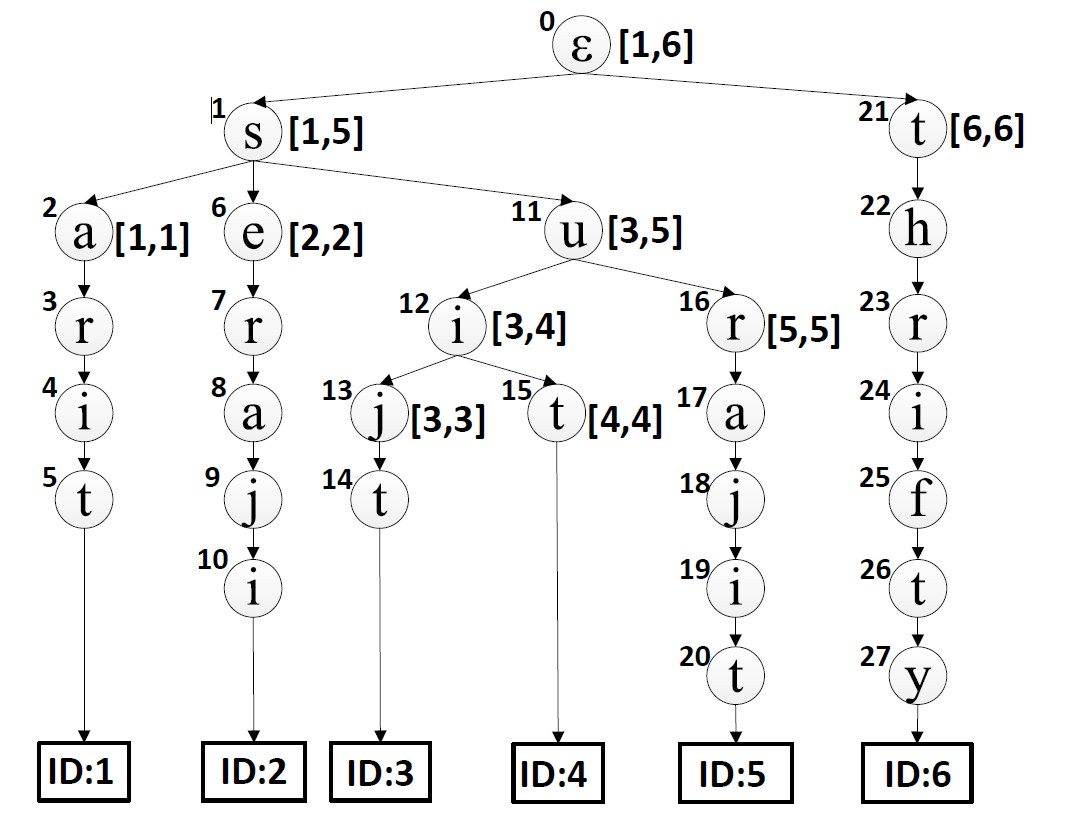 0 ε [1,6]
1 s [1,5]
21 t [6,6]
2 a [1,1]
6 e [2,2]
11 u [3,5]
22 h
3 r
7 r
12 i [3,4]
16 r [5,5]
23 r
4 i
8 a
13 j [3,3]
15 t [4,4]
17 a
24 i
5 t
9 j
14 t
18 j
25 f
10 i
19 i
26 t
20 t
27 y
ID:1
ID:2
ID:3
ID:4
ID:5
ID:6